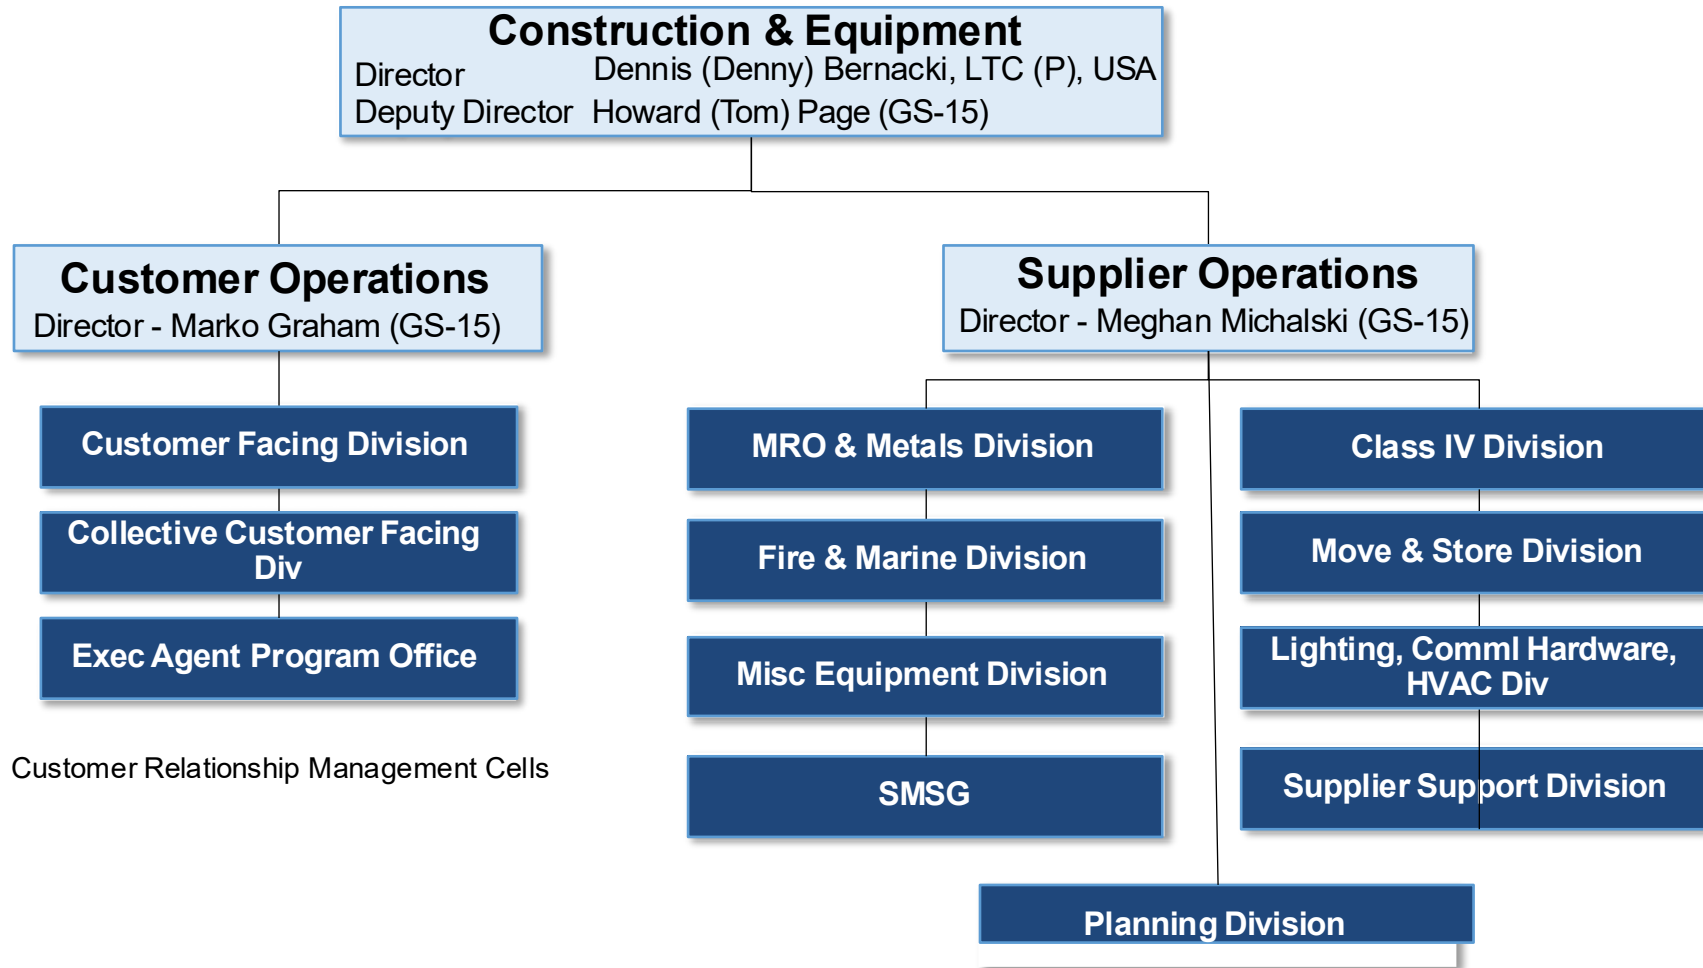 Construction & Equipment
Director Dennis (Denny) Bernacki, LTC (P), USA
Deputy Director Howard (Tom) Page (GS-15)
Customer Operations
Director - Marko Graham (GS-15)
Customer Facing Division
Collective Customer Facing
Div
Exec Agent Program Office
Customer Relationship Management Cells
Supplier Operations
Director - Meghan Michalski (GS-15)
MRO & Metals Division
Fire & Marine Division
Misc Equipment Division
SMSG
Class IV Division
Move & Store Division
Lighting, Comml Hardware,
HVAC Div
Supplier Support Division
Planning Division